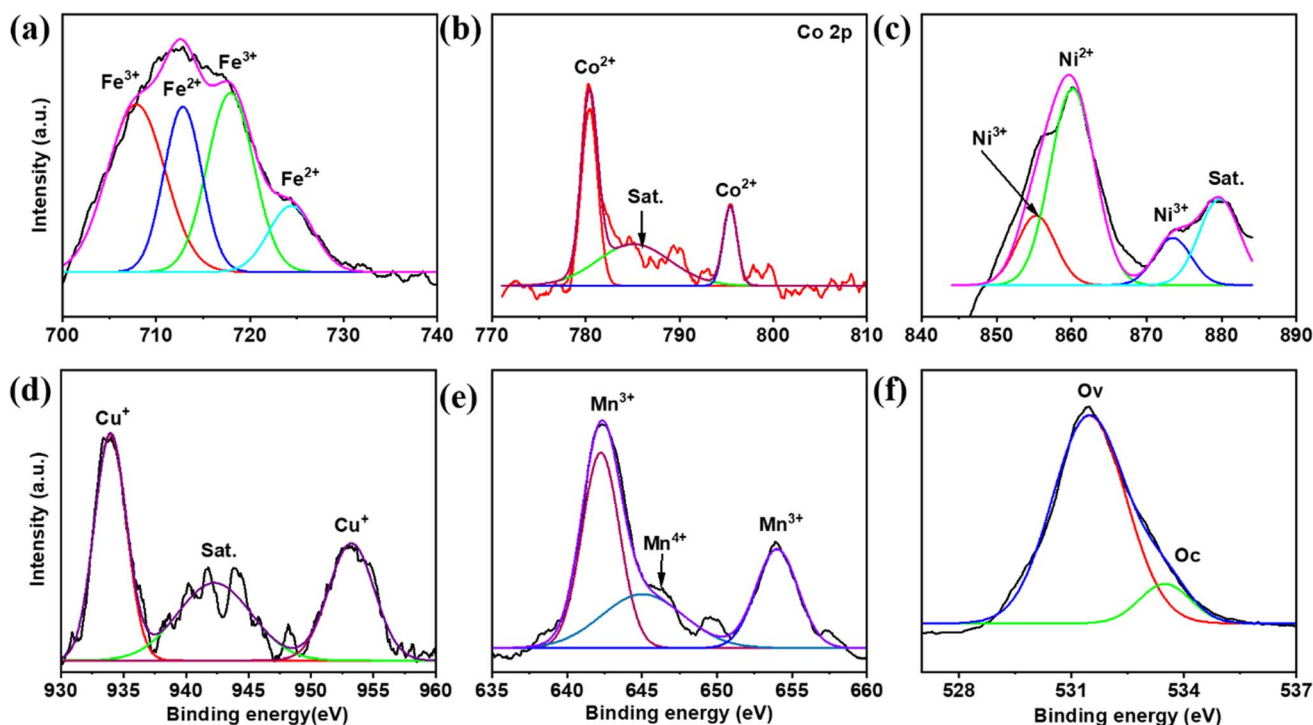 (a)
Fe³⁺
Fe²⁺
Fe³⁺
Fe²⁺
Intensity (a.u.)
700 710 720 730 740
(b)
Co 2p
Co²⁺
Sat.
Co²⁺
770 780 790 800 810
(c)
Ni³⁺
Ni²⁺
Ni³⁺
Sat.
840 850 860 870 880 890
(d)
Cu⁺
Sat.
Cu⁺
Intensity (a.u.)
930 935 940 945 950 955 960
Binding energy(eV)
(e)
Mn³⁺
Mn⁴⁺
Mn³⁺
635 640 645 650 655 660
Binding energy (eV)
(f)
Ov
Oc
528 531 534 537
Binding energy (eV)